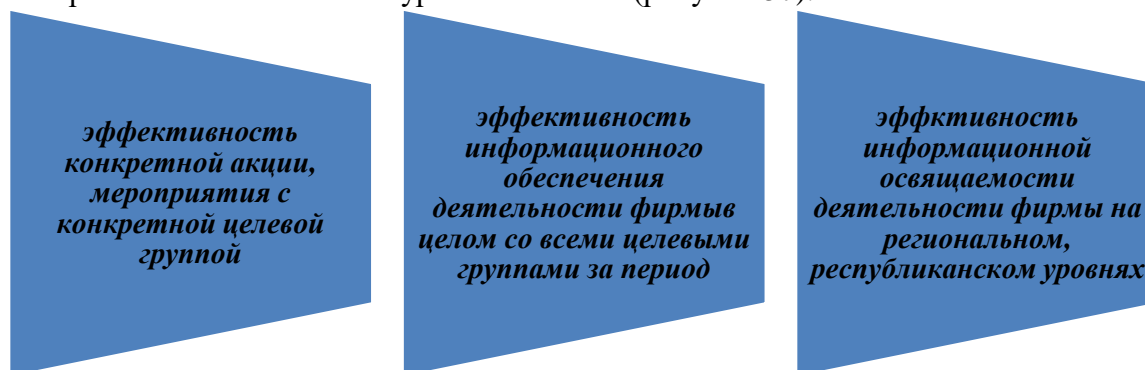 эффективность
конкретной акции,
мероприятия с
конкретной целевой
группой
эффективность
информационного
обеспечения
деятельности фирмыв
целом со всеми целевыми
группами за период
эффктивность
информационной
освящаемости
деятельности фирмы на
региональном,
республиканском уровнях